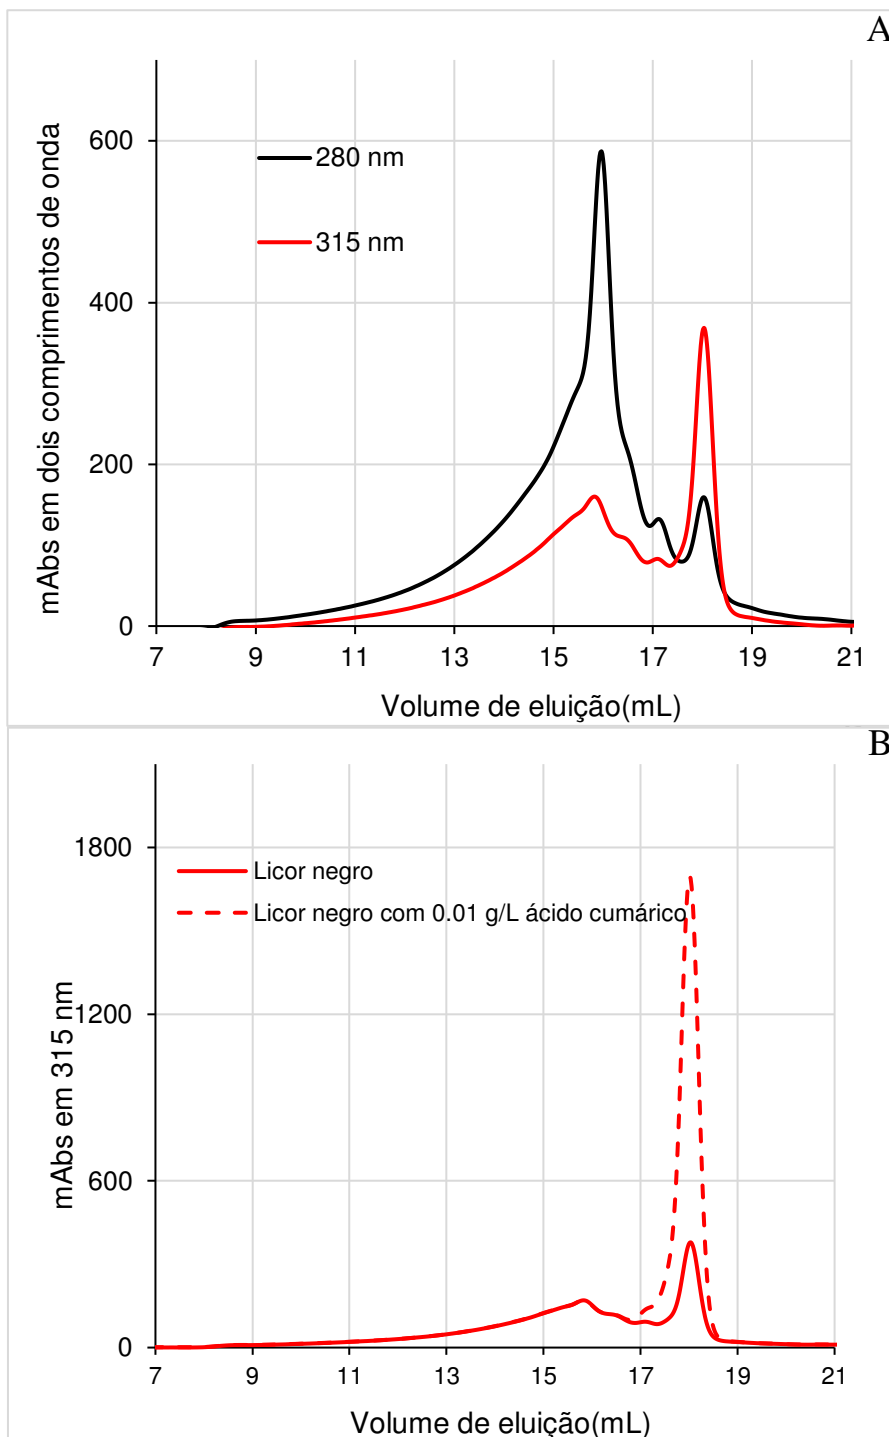 A
mAbs em dois comprimentos de onda
600
400
200
0
280 nm
315 nm
7 9 11 13 15 17 19 21
Volume de eluição(mL)
B
mAbs em 315 nm
1800
1200
600
0
Licor negro
Licor negro com 0.01 g/L ácido cumárico
7 9 11 13 15 17 19 21
Volume de eluição(mL)